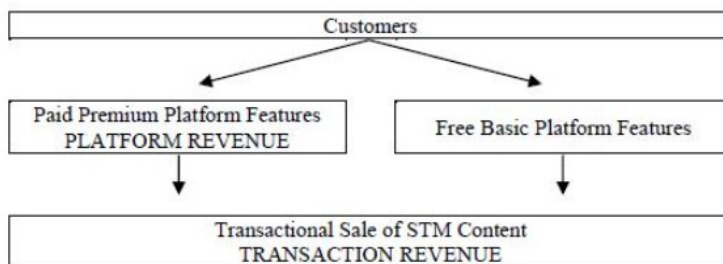 Customers
Paid Premium Platform Features
PLATFORM REVENUE
Free Basic Platform Features
Transactional Sale of STM Content
TRANSACTION REVENUE